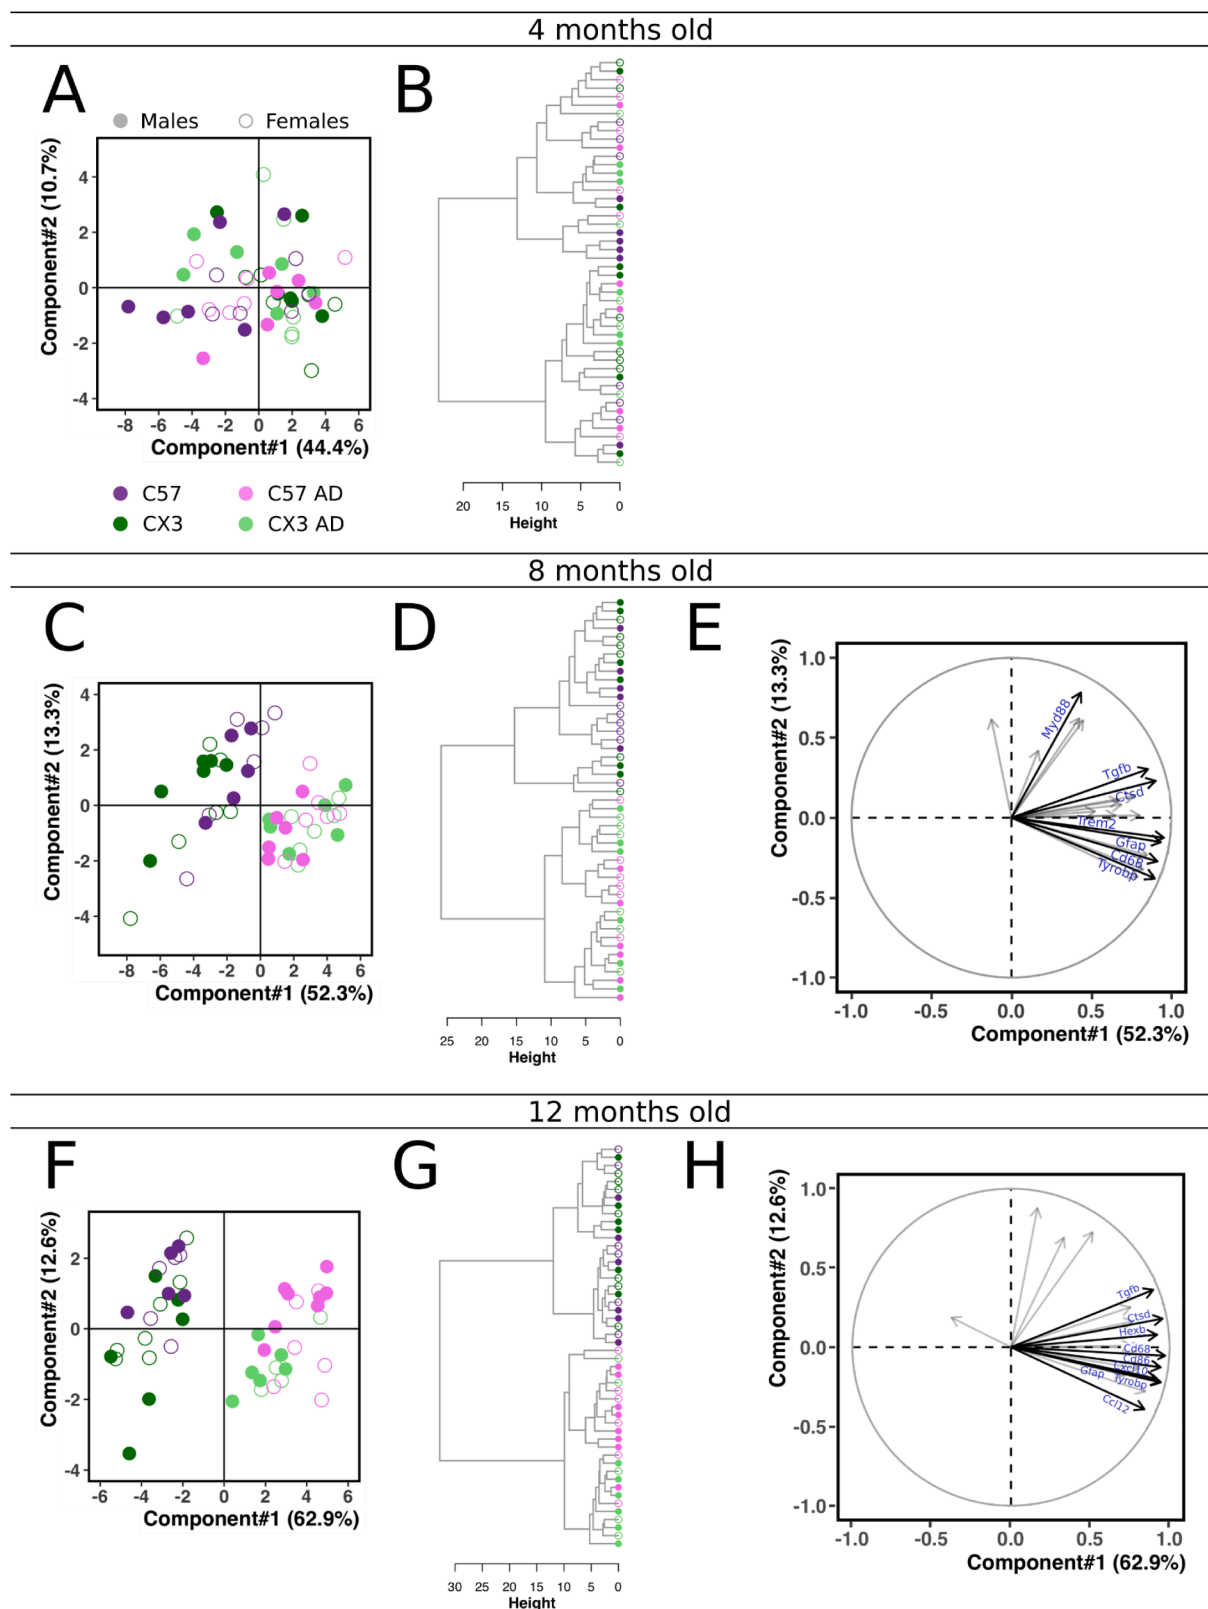 4 months old
A
B
Males
Females
Component#2 (10.7%)
4
2
0
-2
-4
-8 -6 -4 -2 0 2 4 6
Component#1 (44.4%)
C57
C57 AD
CX3
CX3 AD
20 15 10 5 0
Height
8 months old
C
D
E
Component#2 (13.3%)
4
2
0
-2
-4
-8 -6 -4 -2 0 2 4 6
Component#1 (52.3%)
25 20 15 10 5 0
Height
Component#2 (13.3%)
1.0
0.5
0.0
-0.5
-1.0
Myd88
Tgfb
Ctsd
Trem2
Gfap
Cd68
Tyrobp
-1.0 -0.5 0.0 0.5 1.0
Component#1 (52.3%)
12 months old
F
G
H
Component#2 (12.6%)
2
0
-2
-4
-6 -4 -2 0 2 4 6
Component#1 (62.9%)
30 25 20 15 10 5 0
Height
Component#2 (12.6%)
1.0
0.5
0.0
-0.5
-1.0
Tgfb
Ctsd
Hexb
Cd68
Cd86
Cxcl10
Gfap
Tyrobp
Ccl12
-1.0 -0.5 0.0 0.5 1.0
Component#1 (62.9%)